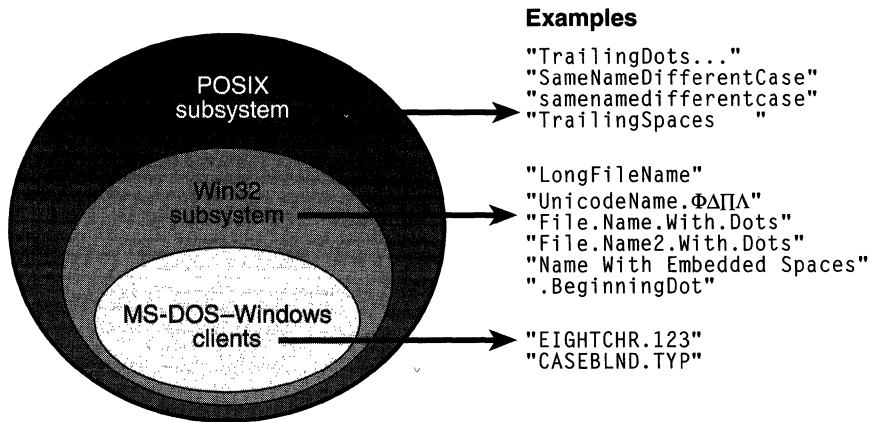 Examples
POSIX
subsystem
"TrailingDots..."
"SameNameDifferentCase"
"samenamedifferentcase"
"TrailingSpaces   "
Win32
subsystem
"LongFileName"
"UnicodeName.ΦΔΠΛ"
"File.Name.With.Dots"
"File.Name2.With.Dots"
"Name With Embedded Spaces"
".BeginningDot"
MS-DOS–Windows
clients
"EIGHTCHR.123"
"CASEBLND.TYP"